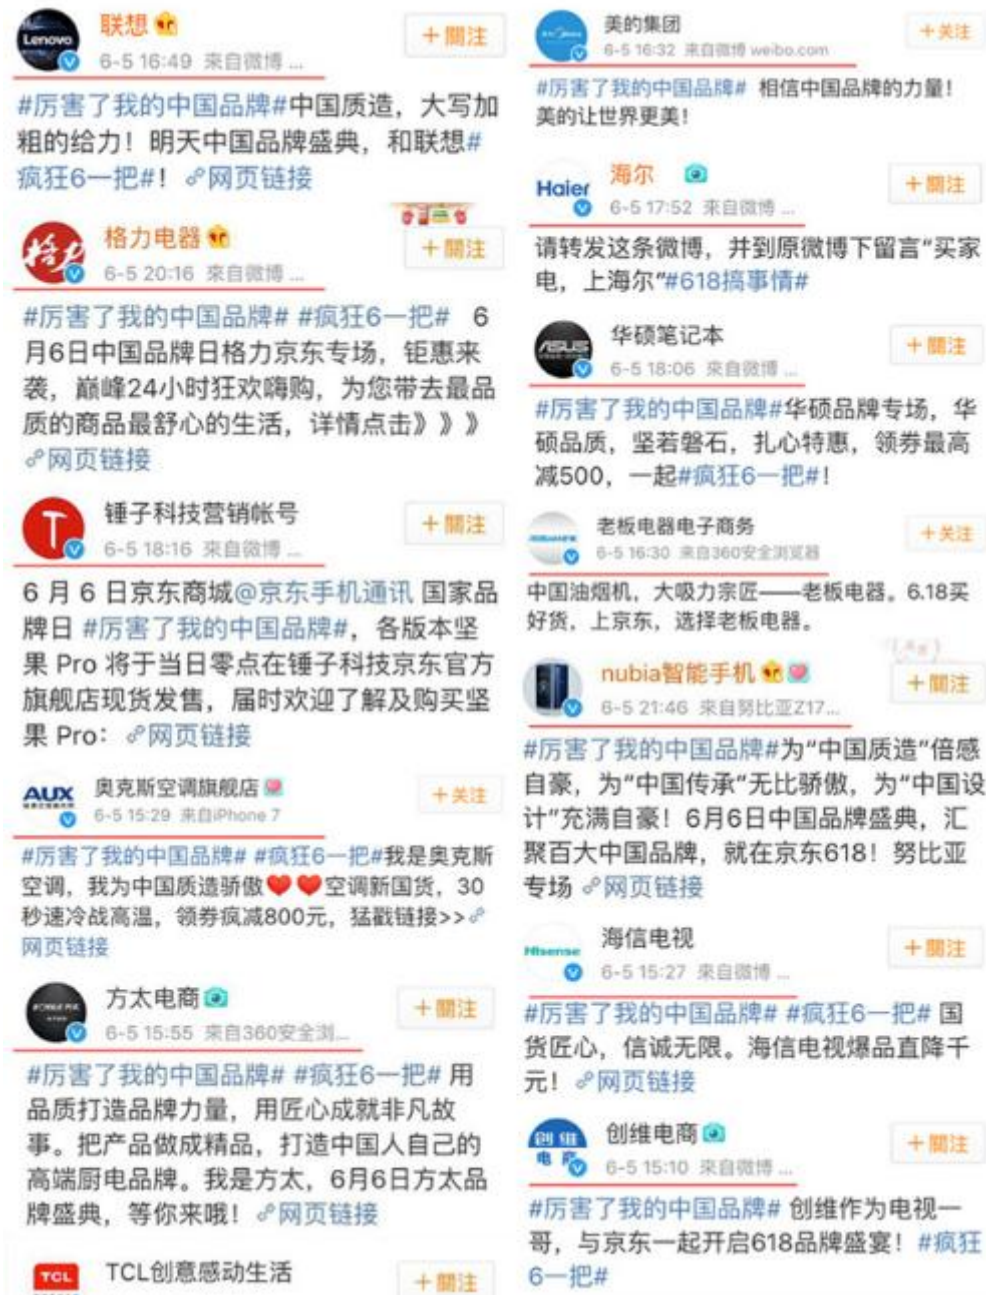 Lenovo
联想
+關注
6-5 16:49 来自微博 ...
#厉害了我的中国品牌#中国质造，大写加
粗的给力！明天中国品牌盛典，和联想#
疯狂6一把#！ 网页链接
格力
格力电器
+關注
6-5 20:16 來自微博 ...
#厉害了我的中国品牌# #疯狂6一把# 6
月6日中国品牌日格力京东专场，钜惠来
袭，巅峰24小时狂欢嗨购，为您带去最品
质的商品最舒心的生活，详情点击》》》
网页链接
锤子科技营销帐号
+關注
6-5 18:16 來自微博 ...
6 月 6 日京东商城@京东手机通讯 国家品
牌日 #厉害了我的中国品牌#，各版本坚
果 Pro 将于当日零点在锤子科技京东官方
旗舰店现货发售，届时欢迎了解及购买坚
果 Pro： 网页链接
AUX
奥克斯空调旗舰店
+关注
6-5 15:29 来自iPhone 7
#厉害了我的中国品牌# #疯狂6一把#我是奥克斯
空调，我为中国质造骄傲❤❤空调新国货，30
秒速冷战高温，领券疯减800元，猛戳链接>>
网页链接
方太电商
+關注
6-5 15:55 來自360安全浏...
#厉害了我的中国品牌# #疯狂6一把# 用
品质打造品牌力量，用匠心成就非凡故
事。把产品做成精品，打造中国人自己的
高端厨电品牌。我是方太，6月6日方太品
牌盛典，等你来哦！ 网页链接
TCL
TCL创意感动生活
+關注
美的集团
+关注
6-5 16:32 来自微博 weibo.com
#厉害了我的中国品牌# 相信中国品牌的力量！
美的让世界更美！
Haier
海尔
+關注
6-5 17:52 來自微博 ...
请转发这条微博，并到原微博下留言“买家
电，上海尔”#618搞事情#
ASUS
华硕笔记本
+關注
6-5 18:06 來自微博 ...
#厉害了我的中国品牌#华硕品牌专场，华
硕品质，坚若磐石，扎心特惠，领券最高
减500，一起#疯狂6一把#！
老板电器电子商务
+关注
6-5 16:30 来自360安全浏览器
中国油烟机，大吸力宗匠——老板电器。6.18买
好货，上京东，选择老板电器。
nubia智能手机
+關注
6-5 21:46 来自努比亚Z17...
#厉害了我的中国品牌#为“中国质造”倍感
自豪，为“中国传承”无比骄傲，为“中国设
计”充满自豪！6月6日中国品牌盛典，汇
聚百大中国品牌，就在京东618！努比亚
专场 网页链接
Hisense
海信电视
+關注
6-5 15:27 來自微博 ...
#厉害了我的中国品牌# #疯狂6一把# 国
货匠心，信诚无限。海信电视爆品直降千
元！ 网页链接
创维
电商
创维电商
+關注
6-5 15:10 來自微博 ...
#厉害了我的中国品牌# 创维作为电视一
哥，与京东一起开启618品牌盛宴！#疯狂
6一把#